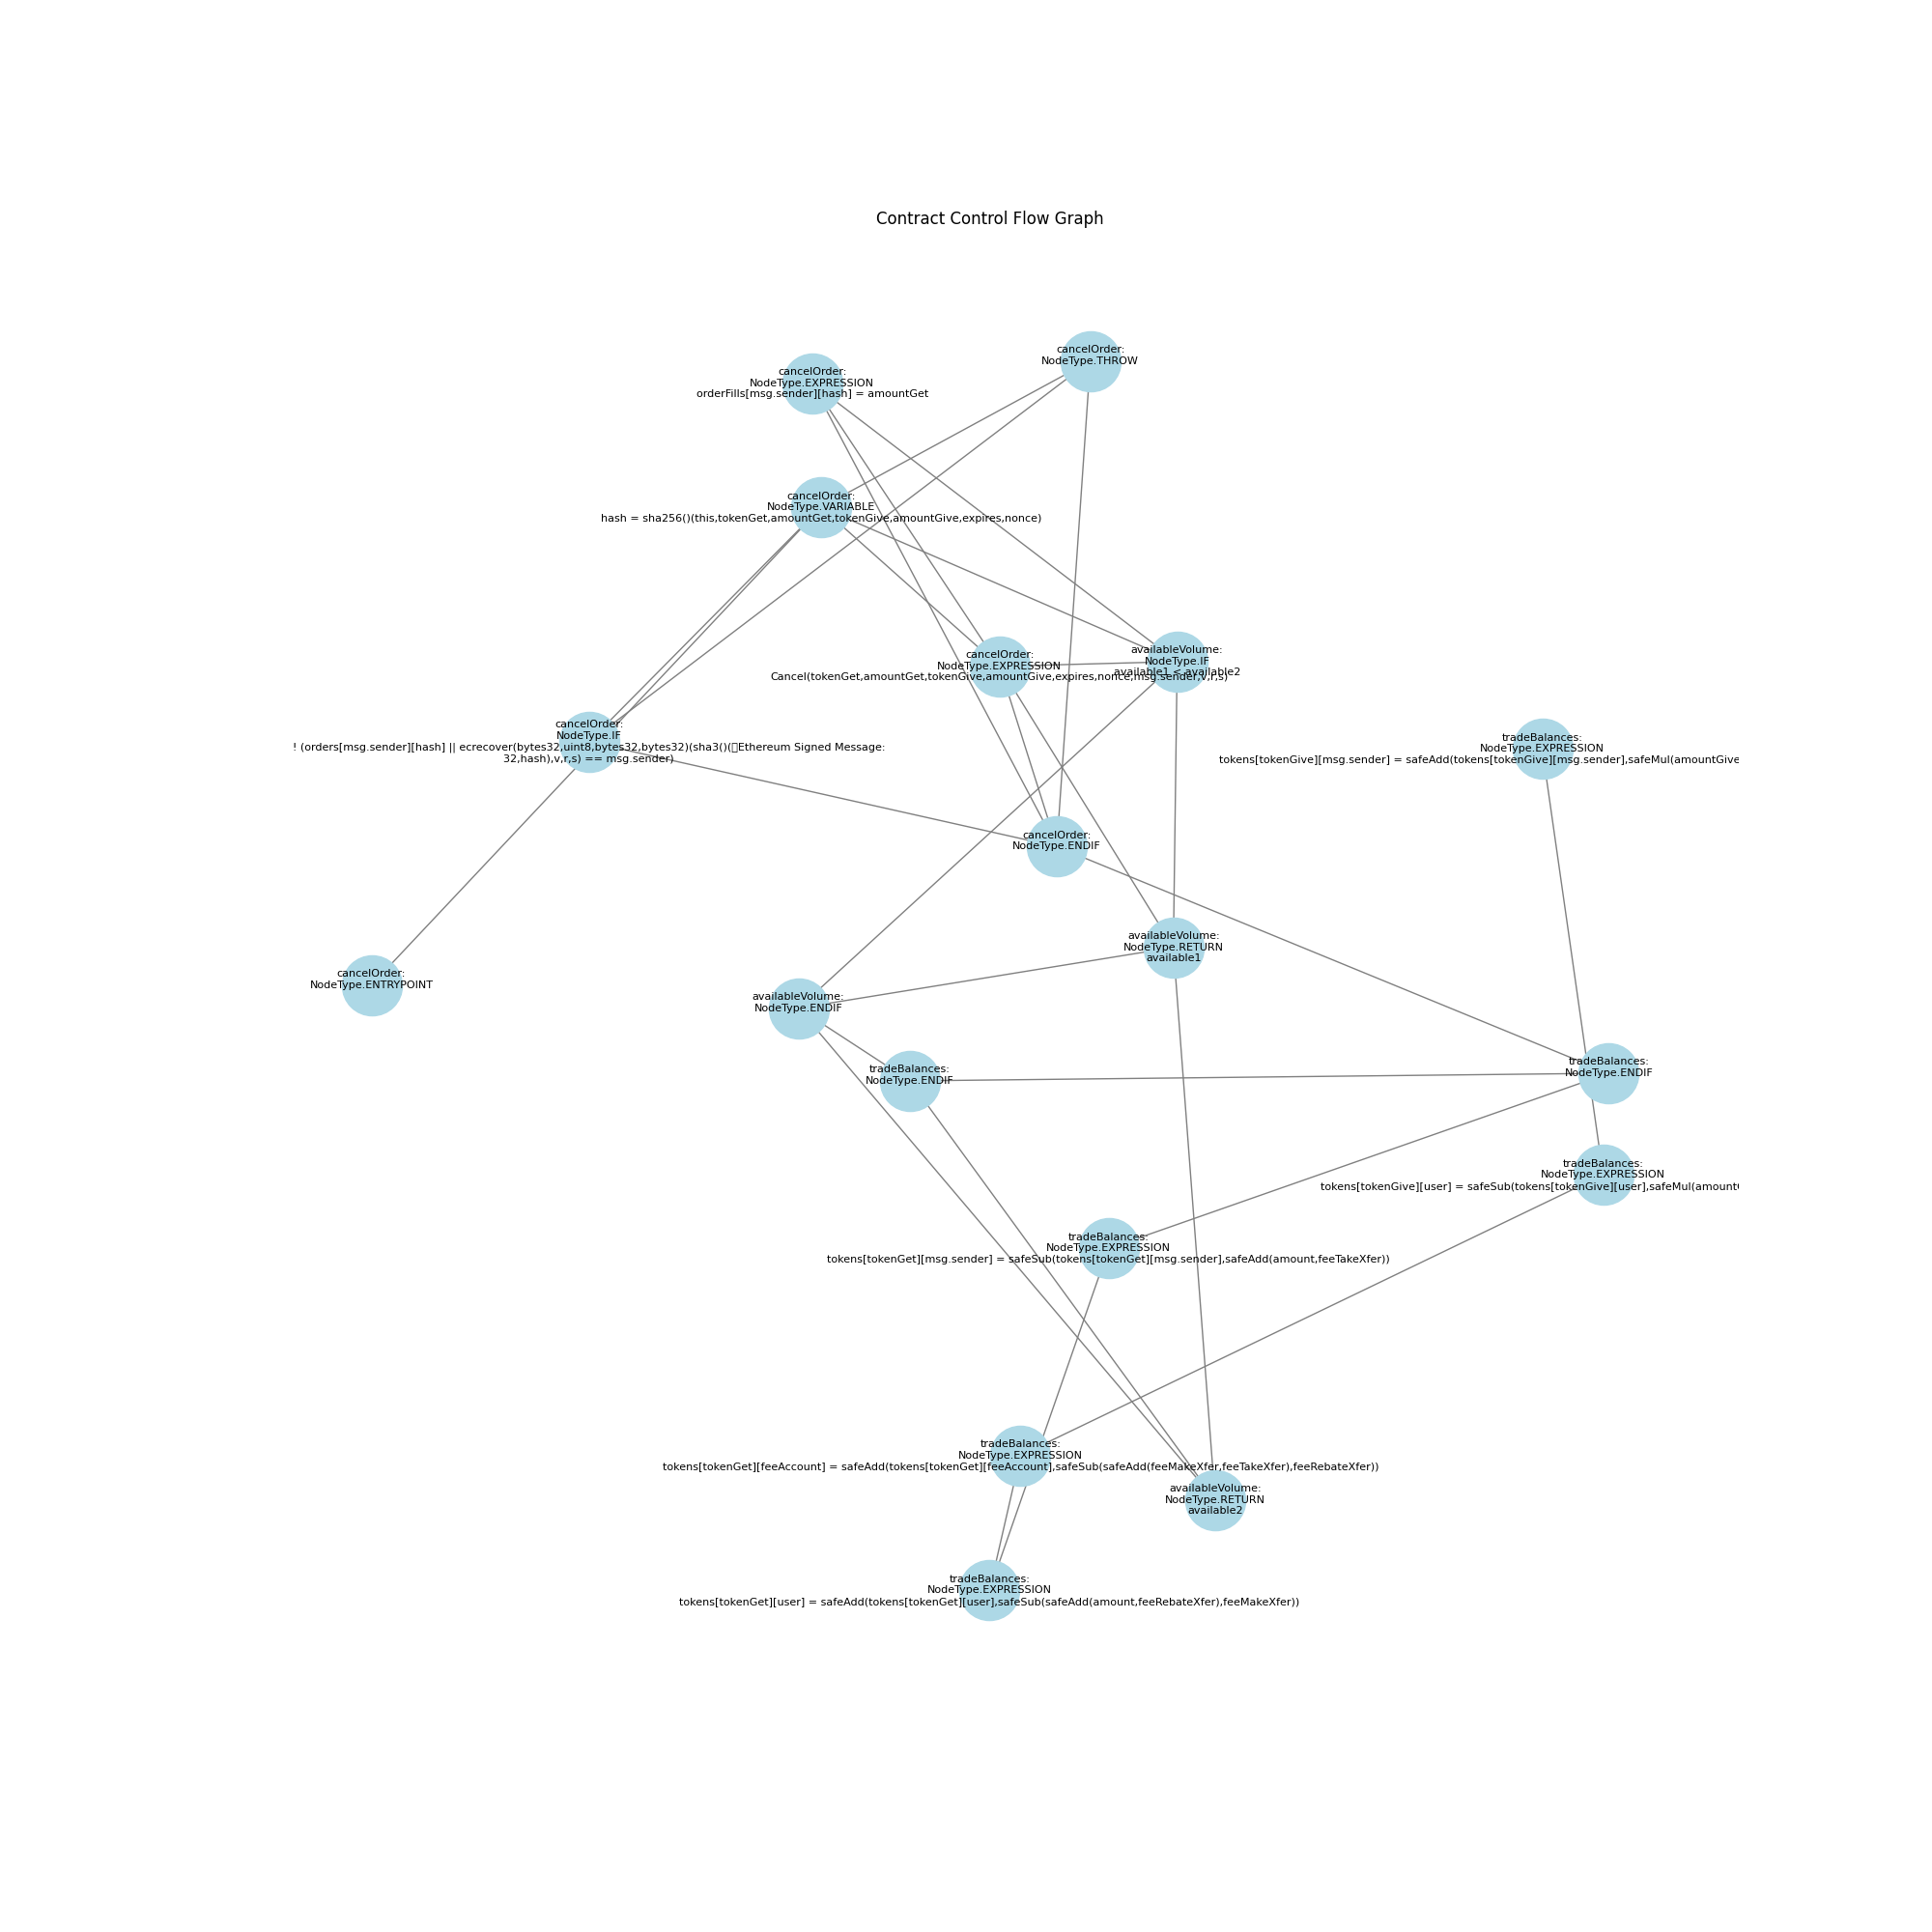 Contract Control Flow Graph
cancelOrder:
NodeType.THROW
cancelOrder:
NodeType.EXPRESSION
orderFills[msg.sender][hash] = amountGet
cancelOrder:
NodeType.VARIABLE
hash = sha256()(this,tokenGet,amountGet,tokenGive,amountGive,expires,nonce)
cancelOrder:
NodeType.EXPRESSION
Cancel(tokenGet,amountGet,tokenGive,amountGive,expires,nonce,msg.sender,v,r,s)
availableVolume:
NodeType.IF
available1 < available2
cancelOrder:
NodeType.IF
! (orders[msg.sender][hash] || ecrecover(bytes32,uint8,bytes32,bytes32)(sha3()(Ethereum Signed Message:
32,hash),v,r,s) == msg.sender)
tradeBalances:
NodeType.EXPRESSION
tokens[tokenGive][msg.sender] = safeAdd(tokens[tokenGive][msg.sender],safeMul(amountGive
cancelOrder:
NodeType.ENDIF
availableVolume:
NodeType.RETURN
available1
cancelOrder:
NodeType.ENTRYPOINT
availableVolume:
NodeType.ENDIF
tradeBalances:
NodeType.ENDIF
tradeBalances:
NodeType.ENDIF
tradeBalances:
NodeType.EXPRESSION
tokens[tokenGive][user] = safeSub(tokens[tokenGive][user],safeMul(amount
tradeBalances:
NodeType.EXPRESSION
tokens[tokenGet][msg.sender] = safeSub(tokens[tokenGet][msg.sender],safeAdd(amount,feeTakeXfer))
tradeBalances:
NodeType.EXPRESSION
tokens[tokenGet][feeAccount] = safeAdd(tokens[tokenGet][feeAccount],safeSub(safeAdd(feeMakeXfer,feeTakeXfer),feeRebateXfer))
availableVolume:
NodeType.RETURN
available2
tradeBalances:
NodeType.EXPRESSION
tokens[tokenGet][user] = safeAdd(tokens[tokenGet][user],safeSub(safeAdd(amount,feeRebateXfer),feeMakeXfer))